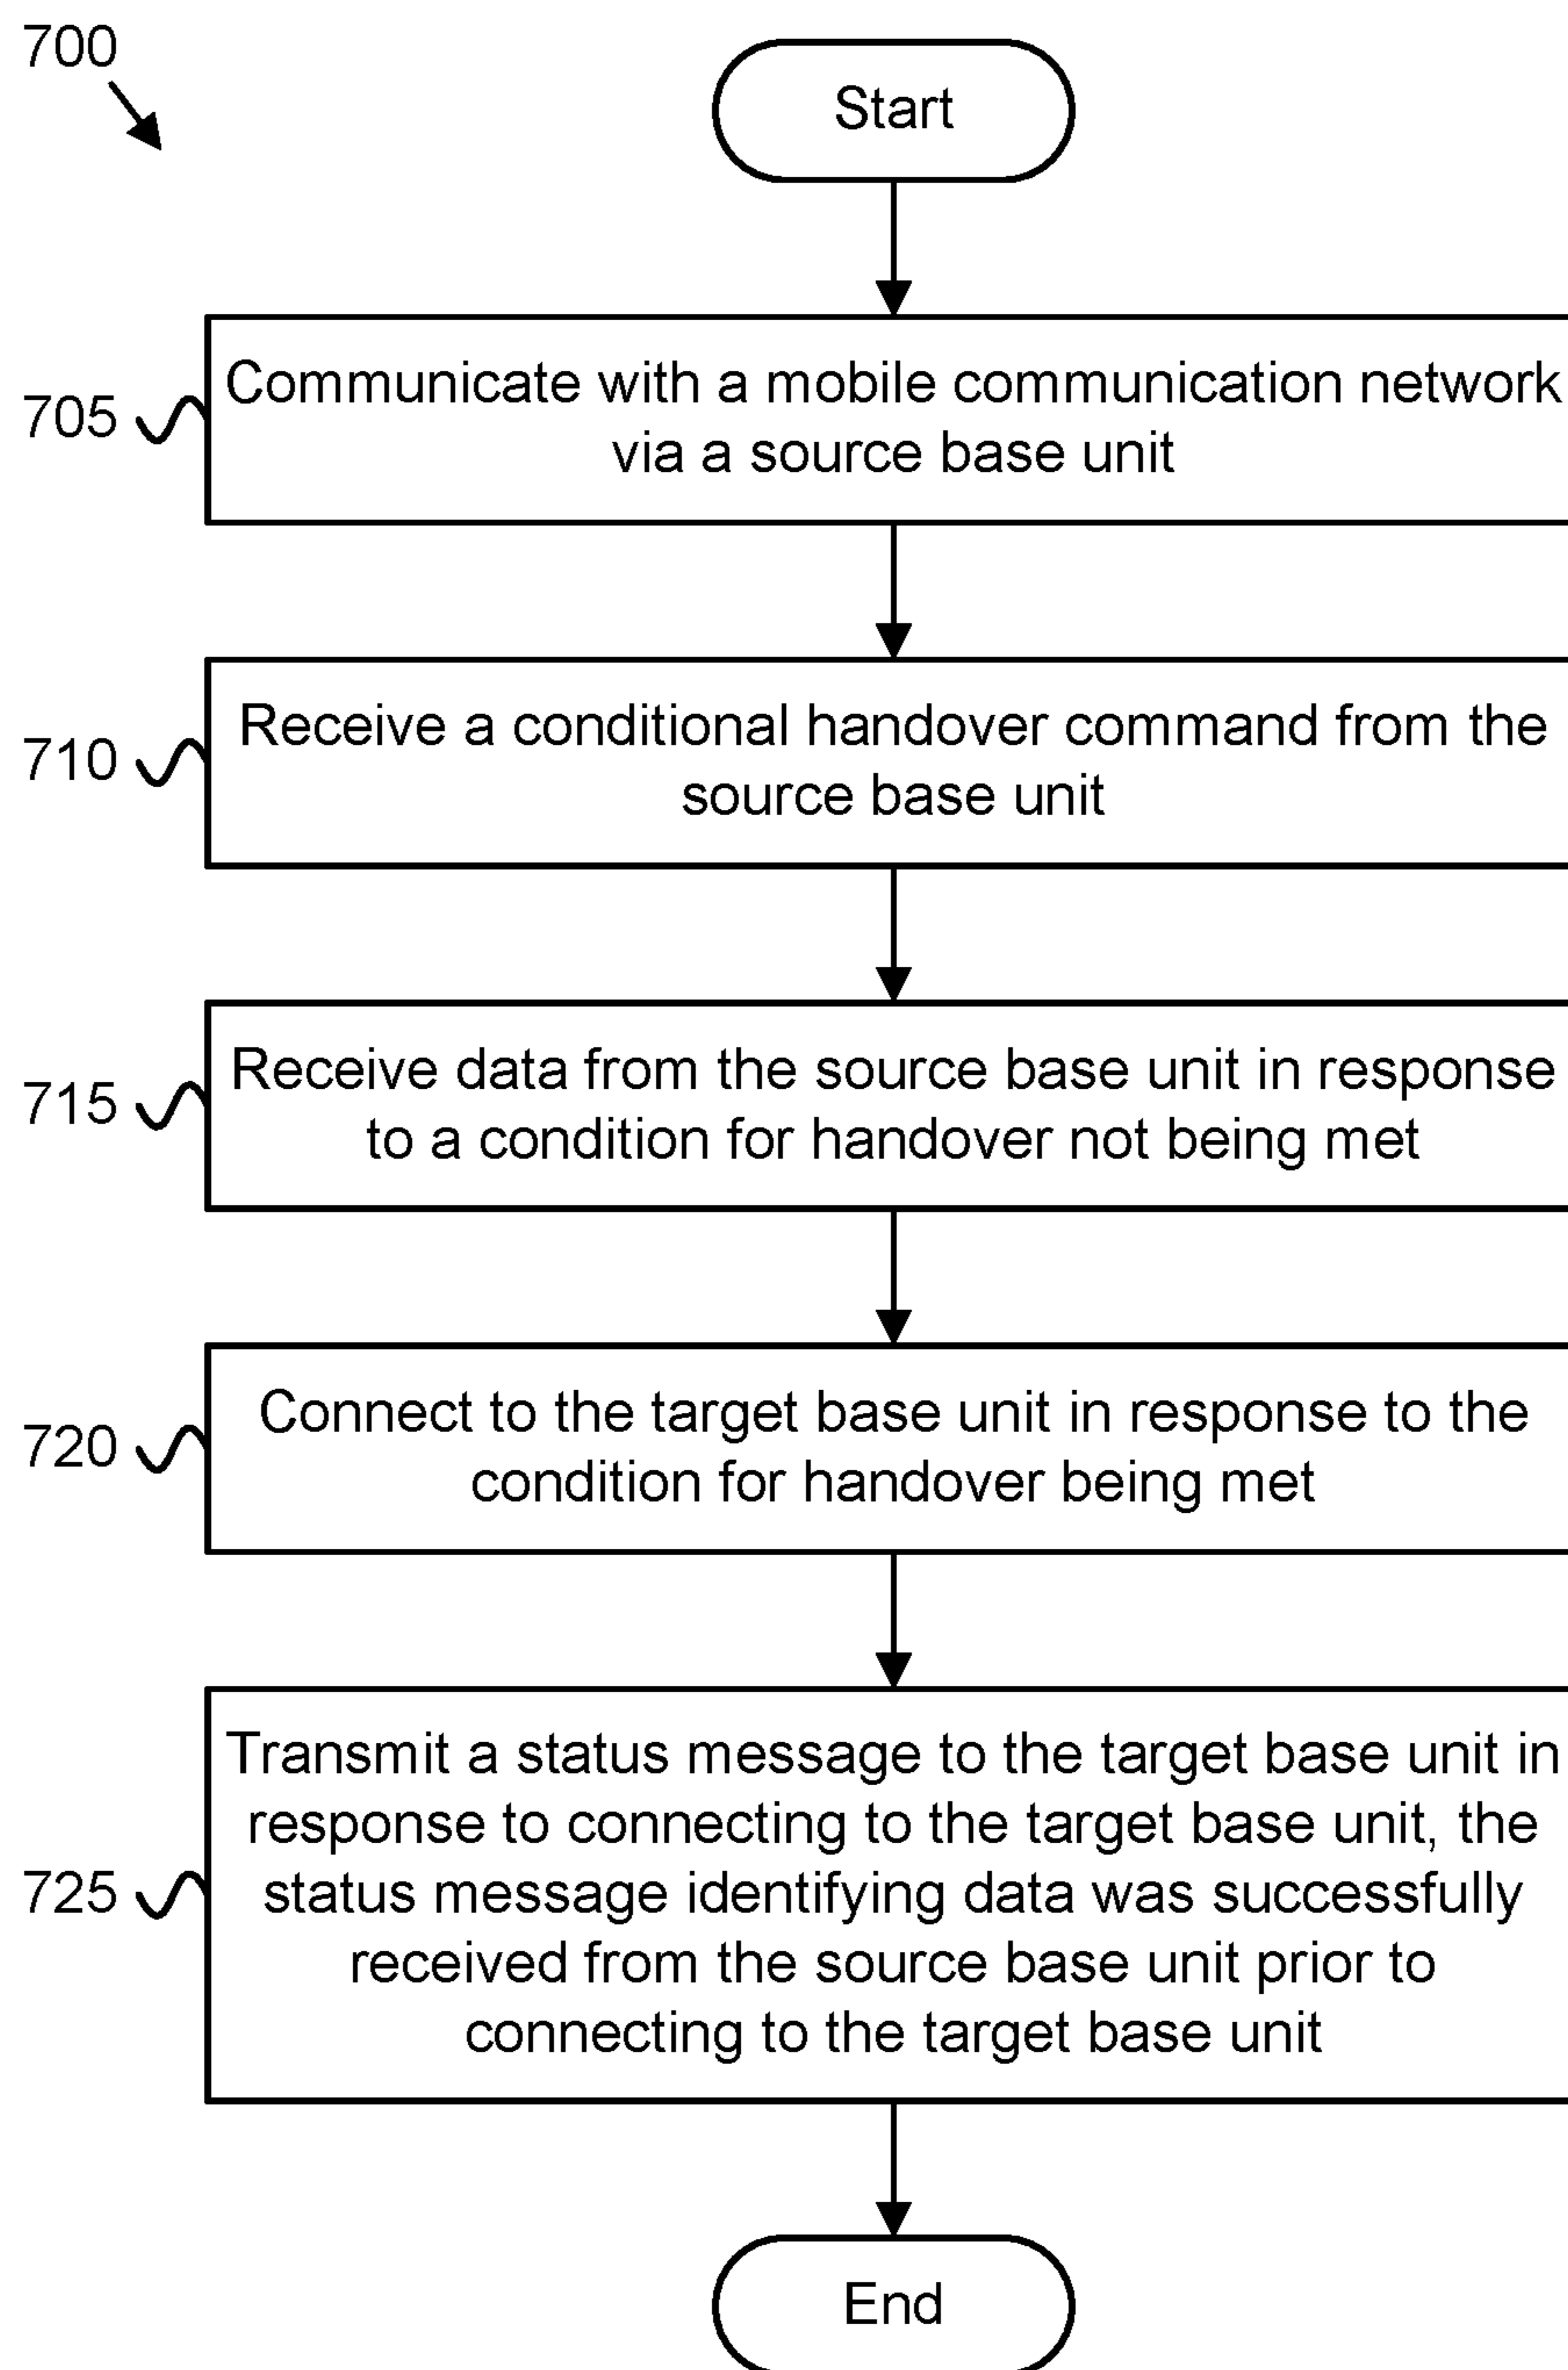 700
Start
705
Communicate with a mobile communication network
via a source base unit
710
Receive a conditional handover command from the
source base unit
715
Receive data from the source base unit in response
to a condition for handover not being met
720
Connect to the target base unit in response to the
condition for handover being met
725
Transmit a status message to the target base unit in
response to connecting to the target base unit, the
status message identifying data was successfully
received from the source base unit prior to
connecting to the target base unit
End